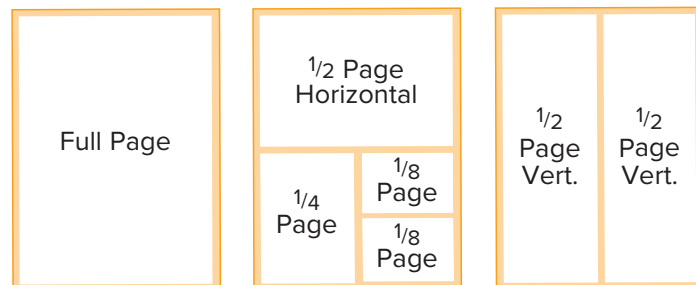 Full Page
1/2 Page
Horizontal
1/4
Page
1/8
Page
1/8
Page
1/2
Page
Vert.
1/2
Page
Vert.